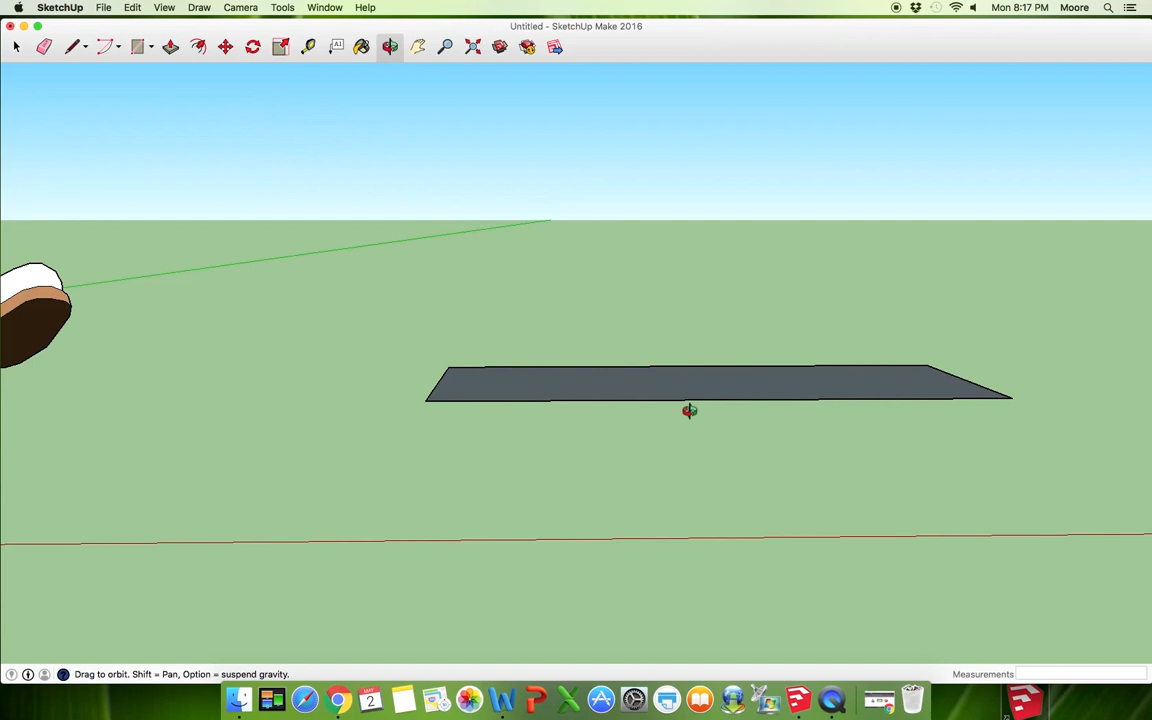 SketchUp File Edit View Draw Camera Tools Window Help Mon 8:17 PM Moore
Untitled - SketchUp Make 2016
A1
Drag to orbit. Shift = Pan, Option = suspend gravity. Measurements